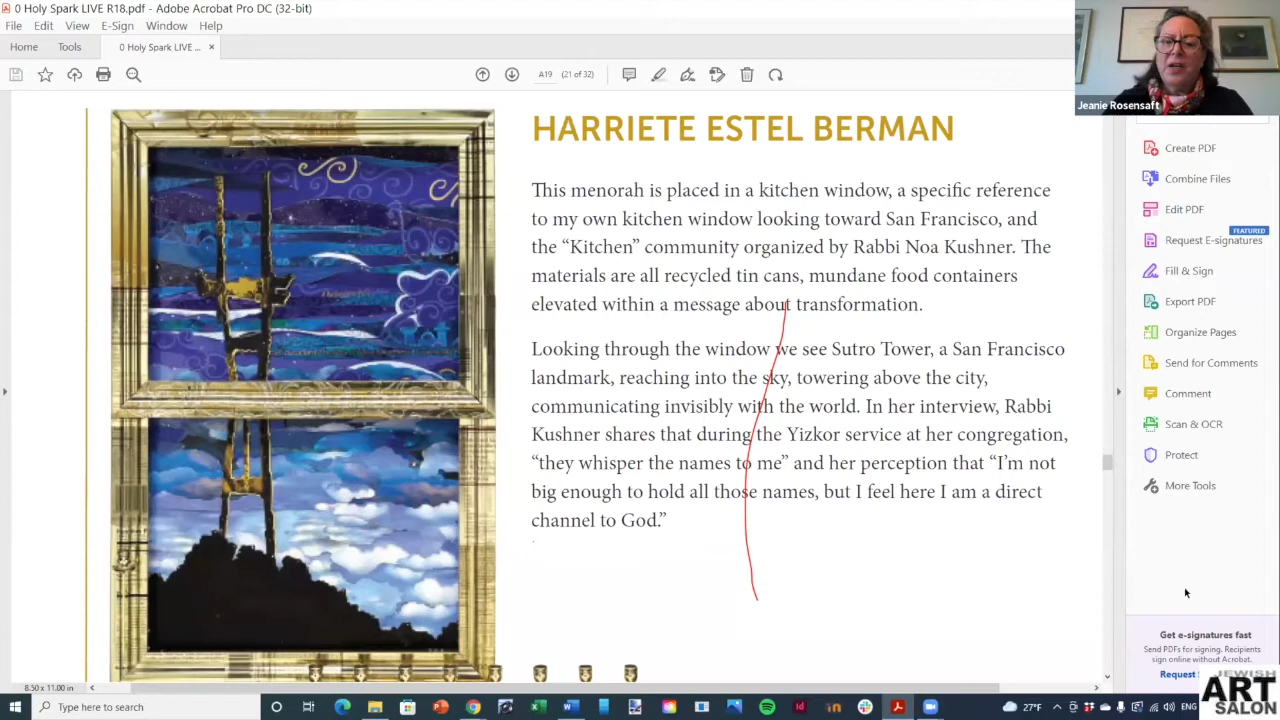 0 Holy Spark LIVE R18.pdf - Adobe Acrobat Pro DC (32-bit)
File Edit View E-Sign Window Help
Home Tools 0 Holy Spark LIVE ... ×
A19 (21 of 32)
Jeanie Rosensaft
HARRIETE ESTEL BERMAN
This menorah is placed in a kitchen window, a specific reference
to my own kitchen window looking toward San Francisco, and
the “Kitchen” community organized by Rabbi Noa Kushner. The
materials are all recycled tin cans, mundane food containers
elevated within a message about transformation.
Looking through the window we see Sutro Tower, a San Francisco
landmark, reaching into the sky, towering above the city,
communicating invisibly with the world. In her interview, Rabbi
Kushner shares that during the Yizkor service at her congregation,
“they whisper the names to me” and her perception that “I’m not
big enough to hold all those names, but I feel here I am a direct
channel to God.”
Create PDF
Combine Files
Edit PDF
FEATURED
Request E-signatures
Fill & Sign
Export PDF
Organize Pages
Send for Comments
Comment
Scan & OCR
Protect
More Tools
Get e-signatures fast
Send PDFs for signing. Recipients
sign online without Acrobat.
Request
JEWISH
ART
SALON
8.50 x 11.00 in
Type here to search
27°F
ENG